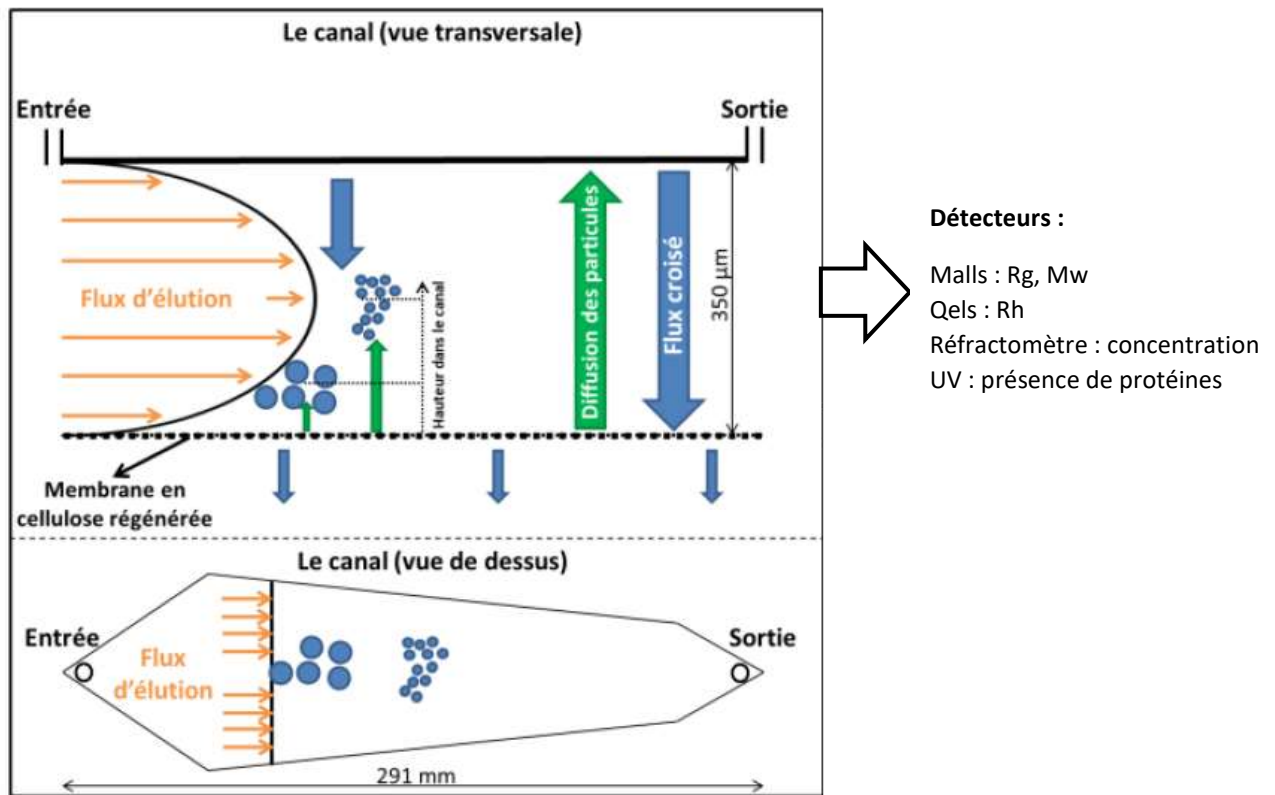 Le canal (vue transversale)
Entrée
Sortie
Flux d'élution
Hauteur dans le canal
Diffusion des particules
Flux croisé
350 µm
Membrane en
cellulose régénérée
Le canal (vue de dessus)
Entrée
Flux
d'élution
Sortie
291 mm
Détecteurs :
Malls : Rg, Mw
Qels : Rh
Réfractomètre : concentration
UV : présence de protéines